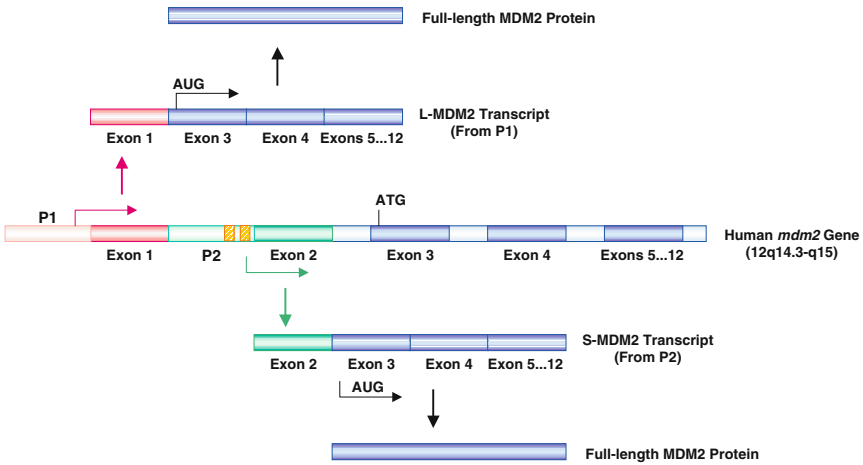 Full-length MDM2 Protein
AUG
L-MDM2 Transcript
(From P1)
Exon 1
Exon 3
Exon 4
Exons 5...12
P1
ATG
Human mdm2 Gene
(12q14.3-q15)
Exon 1
P2
Exon 2
Exon 3
Exon 4
Exons 5...12
S-MDM2 Transcript
(From P2)
Exon 2
Exon 3
Exon 4
Exon 5...12
AUG
Full-length MDM2 Protein